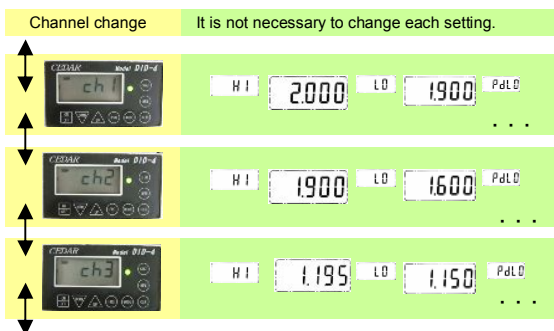 Channel change It is not necessary to change each setting.
CEDAR Model DID-4
ch1
HI 2.000 LO 1.900 PdLO
. . .
CEDAR Model DID-4
ch2
HI 1.900 LO 1.600 PdLO
. . .
CEDAR Model DID-4
ch3
HI 1.195 LO 1.150 PdLO
. . .